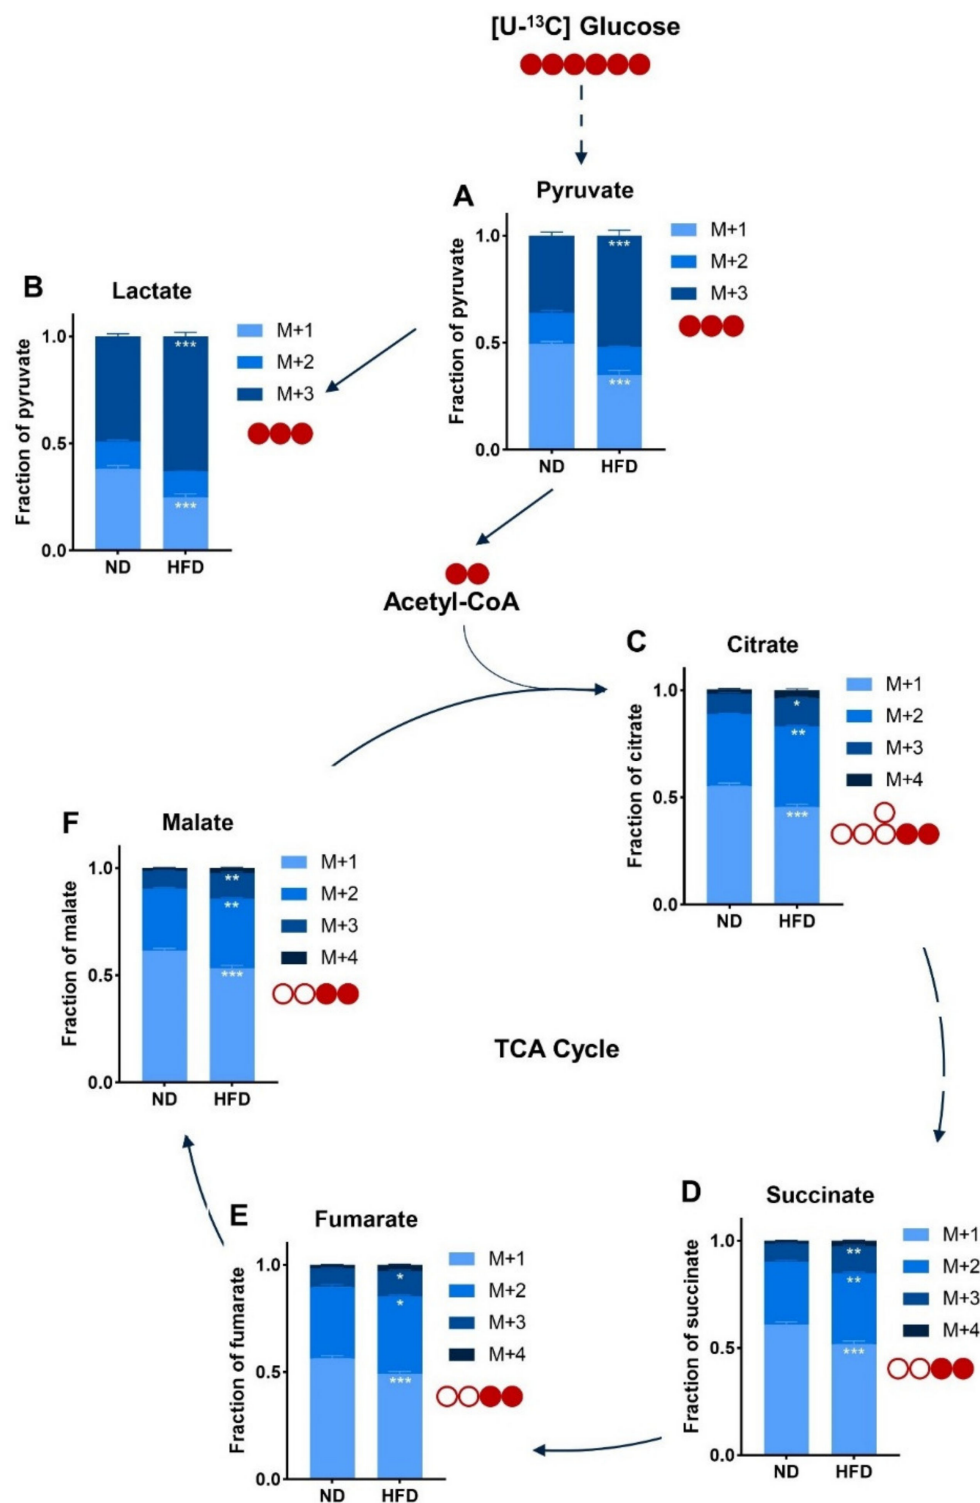 [U-¹³C] Glucose
A
Pyruvate
Fraction of pyruvate
1.0
0.5
0.0
***
***
ND
HFD
M+1
M+2
M+3
B
Lactate
Fraction of pyruvate
1.0
0.5
0.0
***
***
ND
HFD
M+1
M+2
M+3
Acetyl-CoA
C
Citrate
Fraction of citrate
1.0
0.5
0.0
*
**
***
ND
HFD
M+1
M+2
M+3
M+4
F
Malate
Fraction of malate
1.0
0.5
0.0
**
**
***
ND
HFD
M+1
M+2
M+3
M+4
TCA Cycle
D
Succinate
Fraction of succinate
1.0
0.5
0.0
**
**
***
ND
HFD
M+1
M+2
M+3
M+4
E
Fumarate
Fraction of fumarate
1.0
0.5
0.0
*
*
***
ND
HFD
M+1
M+2
M+3
M+4